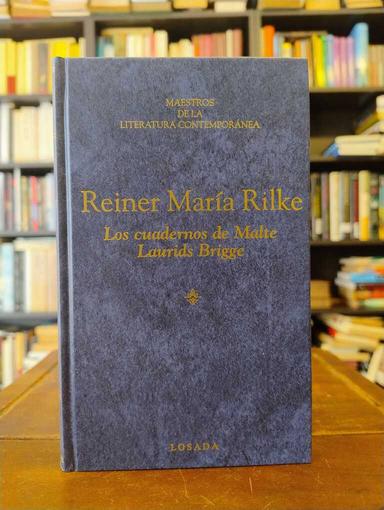 MAESTROS
DE LA
LITERATURA CONTEMPORÁNEA
Reiner María Rilke
Los cuadernos de Malte
Laurids Brigge
LOSADA